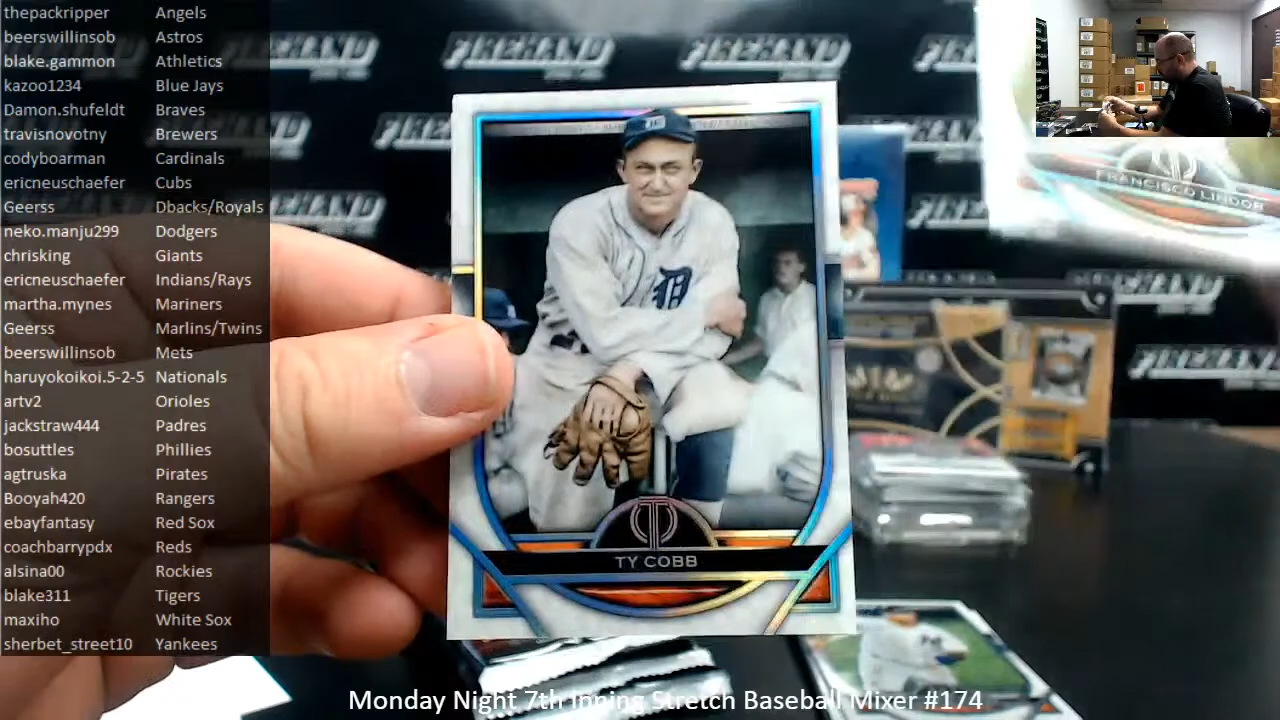 thepackripper Angels
beerswillinsob Astros
blake.gammon Athletics
kazoo1234 Blue Jays
Damon.shufeldt Braves
travisnovotny Brewers
codyboarman Cardinals
ericneuschaefer Cubs
Geerss Dbacks/Royals
neko.manju299 Dodgers
chrisking Giants
ericneuschaefer Indians/Rays
martha.mynes Mariners
Geerss Marlins/Twins
beerswillinsob Mets
haruyokoikoi.5-2-5 Nationals
artv2 Orioles
jackstraw444 Padres
bosuttles Phillies
agtruska Pirates
Booyah420 Rangers
ebayfantasy Red Sox
coachbarrypdx Reds
alsina00 Rockies
blake311 Tigers
maxiho White Sox
sherbet_street10 Yankees
FIREHAND
FIREHAND
FIREHAND
FRANCISCO LINDOR
D
TY COBB
Monday Night 7th Inning Stretch Baseball Mixer #174